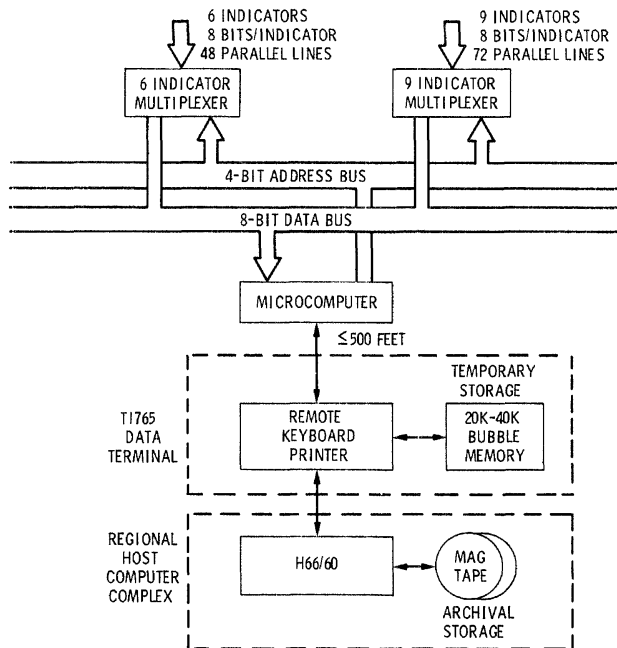 6 INDICATORS
8 BITS/INDICATOR
48 PARALLEL LINES
9 INDICATORS
8 BITS/INDICATOR
72 PARALLEL LINES
6 INDICATOR
MULTIPLEXER
9 INDICATOR
MULTIPLEXER
4-BIT ADDRESS BUS
8-BIT DATA BUS
MICROCOMPUTER
≤500 FEET
TI765
DATA
TERMINAL
REMOTE
KEYBOARD
PRINTER
TEMPORARY
STORAGE
20K-40K
BUBBLE
MEMORY
REGIONAL
HOST
COMPUTER
COMPLEX
H66/60
MAG
TAPE
ARCHIVAL
STORAGE